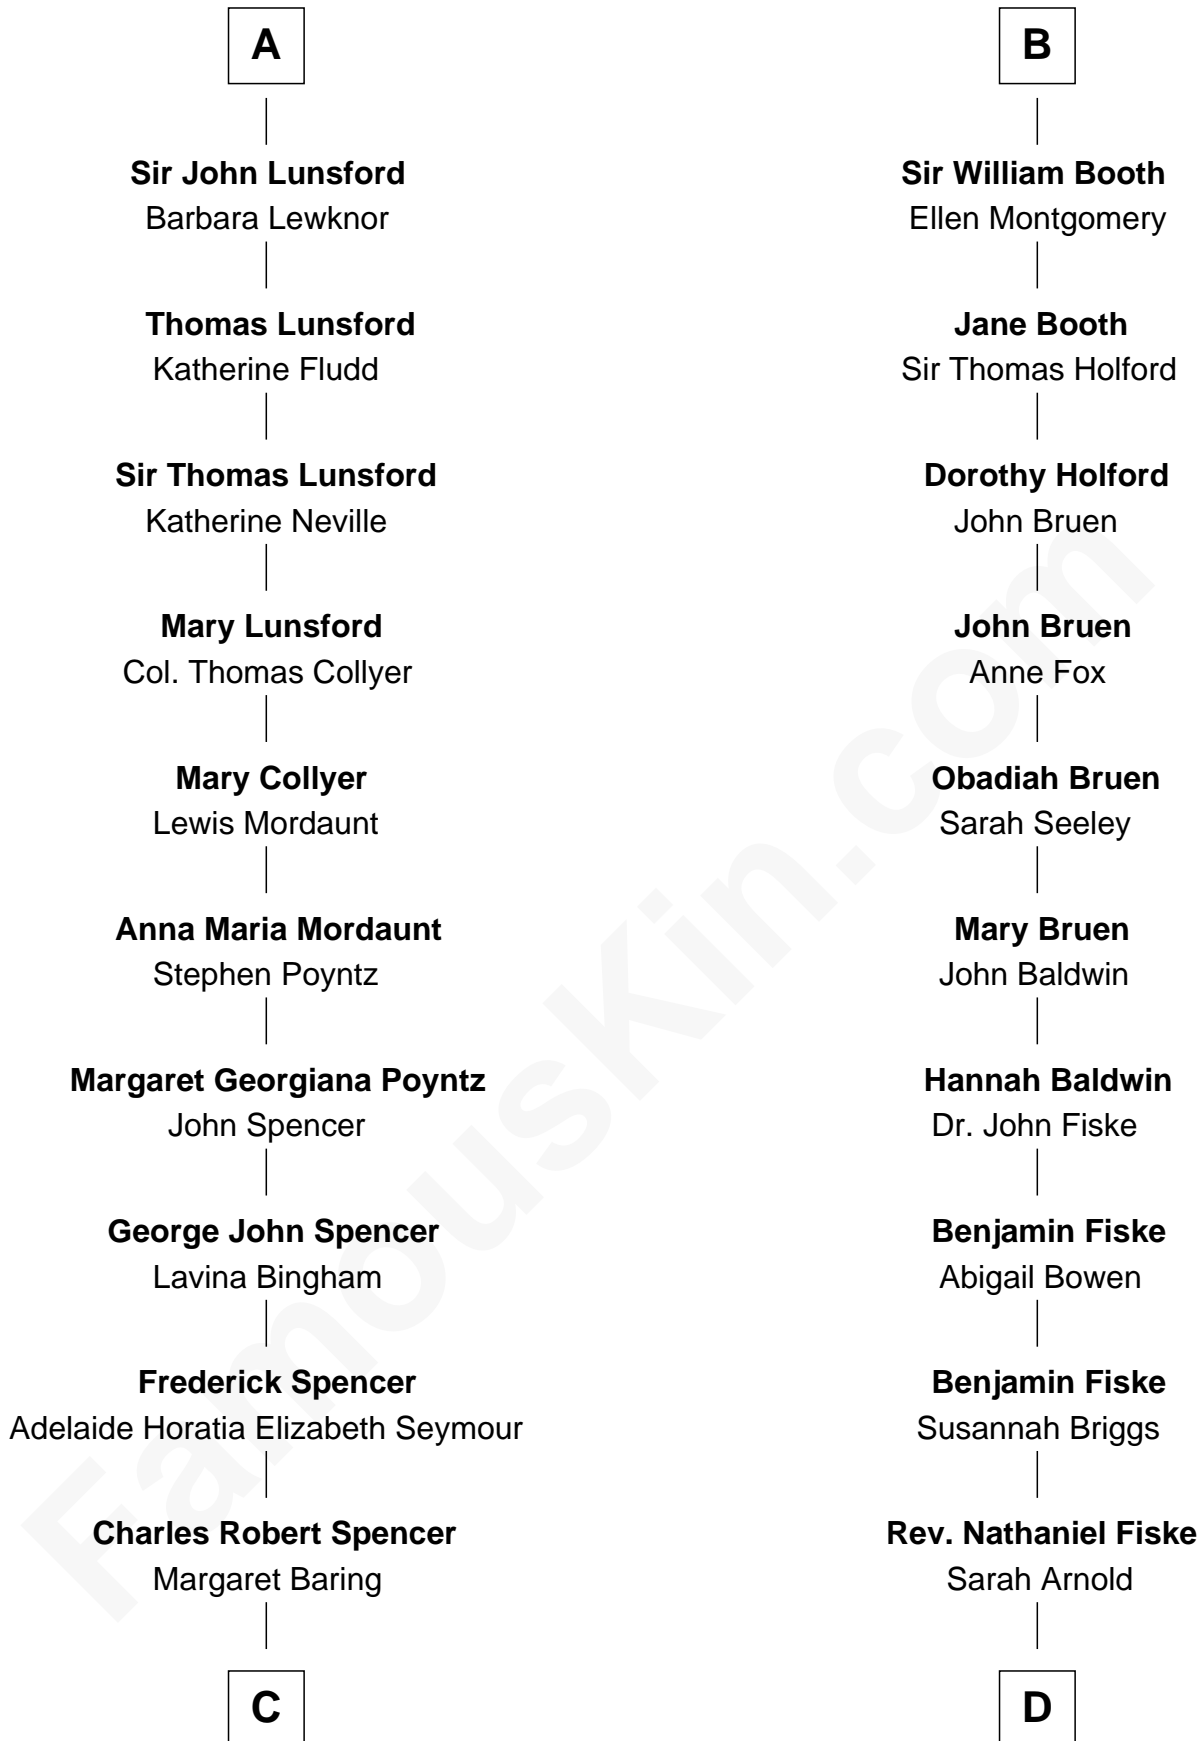 A
Sir John Lunsford
Barbara Lewknor
Thomas Lunsford
Katherine Fludd
Sir Thomas Lunsford
Katherine Neville
Mary Lunsford
Col. Thomas Collyer
Mary Collyer
Lewis Mordaunt
Anna Maria Mordaunt
Stephen Poyntz
Margaret Georgiana Poyntz
John Spencer
George John Spencer
Lavina Bingham
Frederick Spencer
Adelaide Horatia Elizabeth Seymour
Charles Robert Spencer
Margaret Baring
C
B
Sir William Booth
Ellen Montgomery
Jane Booth
Sir Thomas Holford
Dorothy Holford
John Bruen
John Bruen
Anne Fox
Obadiah Bruen
Sarah Seeley
Mary Bruen
John Baldwin
Hannah Baldwin
Dr. John Fiske
Benjamin Fiske
Abigail Bowen
Benjamin Fiske
Susannah Briggs
Rev. Nathaniel Fiske
Sarah Arnold
D
FamousKin.com